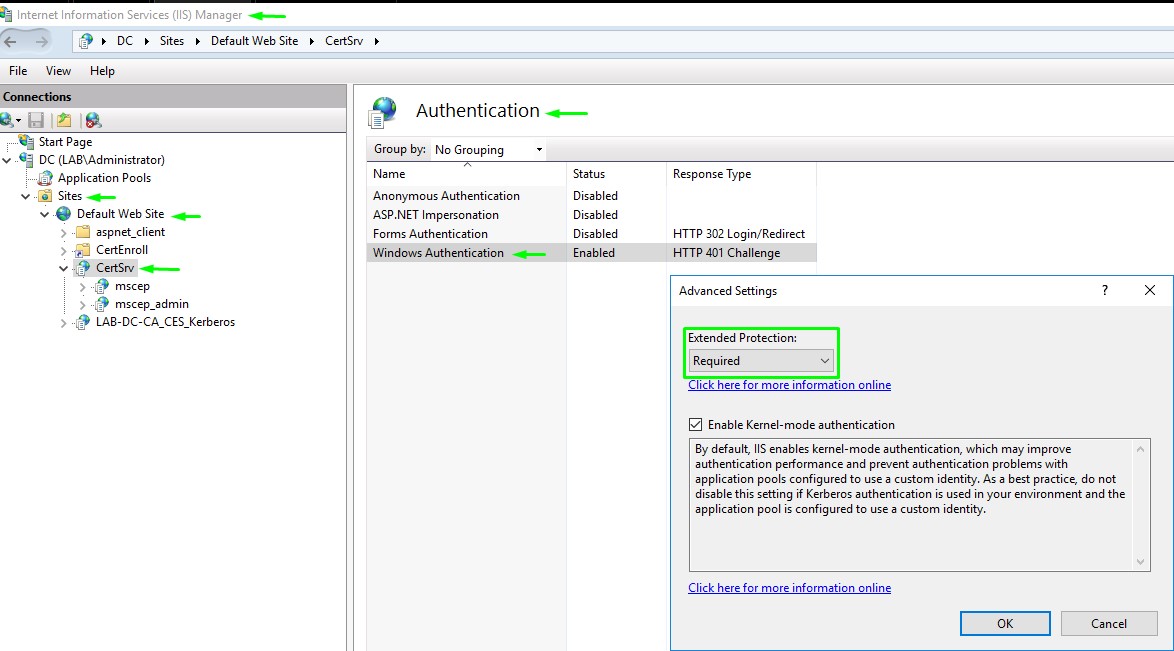 Internet Information Services (IIS) Manager
DC Sites Default Web Site CertSrv
File View Help
Connections
Start Page
DC (LAB\Administrator)
Application Pools
Sites
Default Web Site
aspnet_client
CertEnroll
CertSrv
mscep
mscep_admin
LAB-DC-CA_CES_Kerberos
Authentication
Group by: No Grouping
Name Status Response Type
Anonymous Authentication Disabled
ASP.NET Impersonation Disabled
Forms Authentication Disabled HTTP 302 Login/Redirect
Windows Authentication Enabled HTTP 401 Challenge
Advanced Settings ?
Extended Protection:
Required
Click here for more information online
Enable Kernel-mode authentication
By default, IIS enables kernel-mode authentication, which may improve
authentication performance and prevent authentication problems with
application pools configured to use a custom identity. As a best practice, do not
disable this setting if Kerberos authentication is used in your environment and the
application pool is configured to use a custom identity.
Click here for more information online
OK Cancel